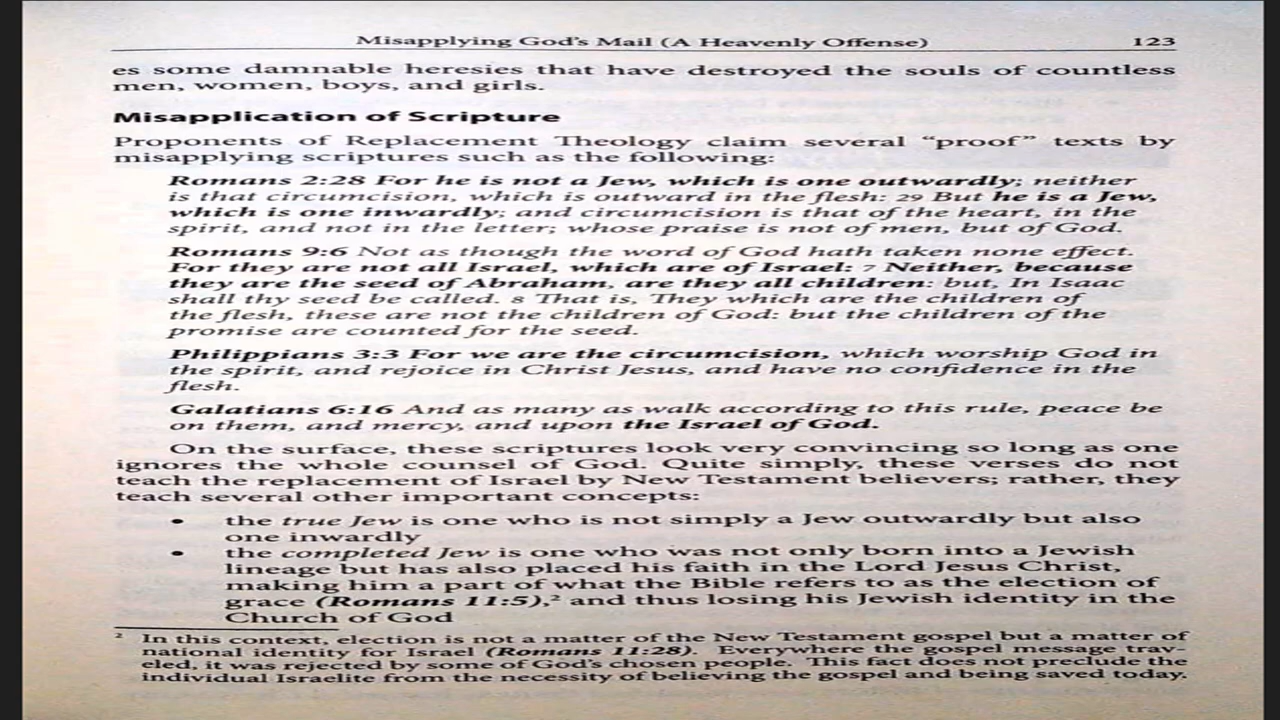 Misapplying God's Mail (A Heavenly Offense) 123
es some damnable heresies that have destroyed the souls of countless
men, women, boys, and girls.
Misapplication of Scripture
Proponents of Replacement Theology claim several “proof” texts by
misapplying scriptures such as the following:
Romans 2:28 For he is not a Jew, which is one outwardly; neither
is that circumcision, which is outward in the flesh: 29 But he is a Jew,
which is one inwardly; and circumcision is that of the heart, in the
spirit, and not in the letter; whose praise is not of men, but of God.
Romans 9:6 Not as though the word of God hath taken none effect.
For they are not all Israel, which are of Israel: 7 Neither, because
they are the seed of Abraham, are they all children: but, In Isaac
shall thy seed be called. 8 That is, They which are the children of
the flesh, these are not the children of God: but the children of the
promise are counted for the seed.
Philippians 3:3 For we are the circumcision, which worship God in
the spirit, and rejoice in Christ Jesus, and have no confidence in the
flesh.
Galatians 6:16 And as many as walk according to this rule, peace be
on them, and mercy, and upon the Israel of God.
On the surface, these scriptures look very convincing so long as one
ignores the whole counsel of God. Quite simply, these verses do not
teach the replacement of Israel by New Testament believers; rather, they
teach several other important concepts:
• the true Jew is one who is not simply a Jew outwardly but also
one inwardly
• the completed Jew is one who was not only born into a Jewish
lineage but has also placed his faith in the Lord Jesus Christ,
making him a part of what the Bible refers to as the election of
grace (Romans 11:5),² and thus losing his Jewish identity in the
Church of God
² In this context, election is not a matter of the New Testament gospel but a matter of
national identity for Israel (Romans 11:28). Everywhere the gospel message trav-
eled, it was rejected by some of God's chosen people. This fact does not preclude the
individual Israelite from the necessity of believing the gospel and being saved today.